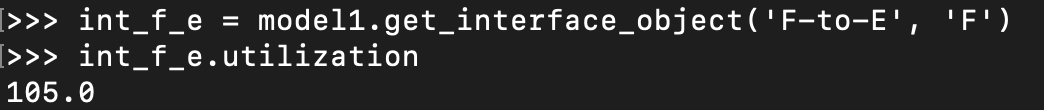 >>> int_f_e = model1.get_interface_object('F-to-E', 'F')
>>> int_f_e.utilization
105.0